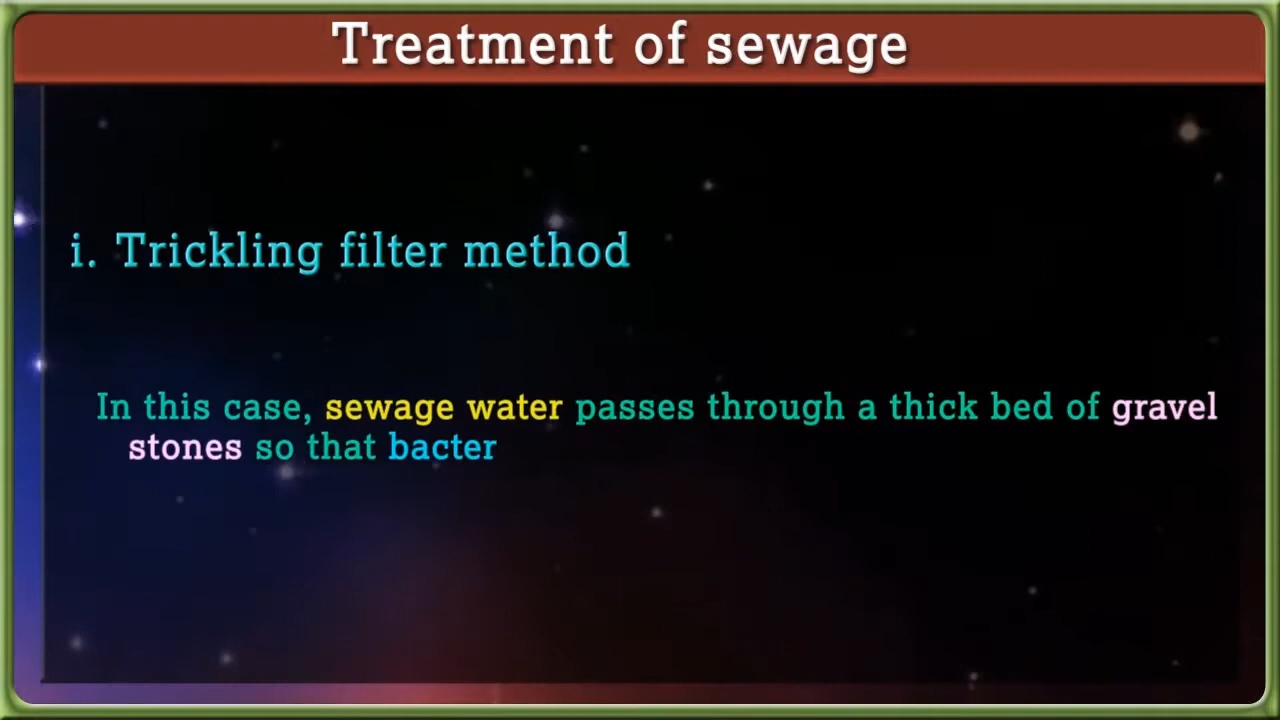 Treatment of sewage
i. Trickling filter method
In this case, sewage water passes through a thick bed of gravel
stones so that bacter